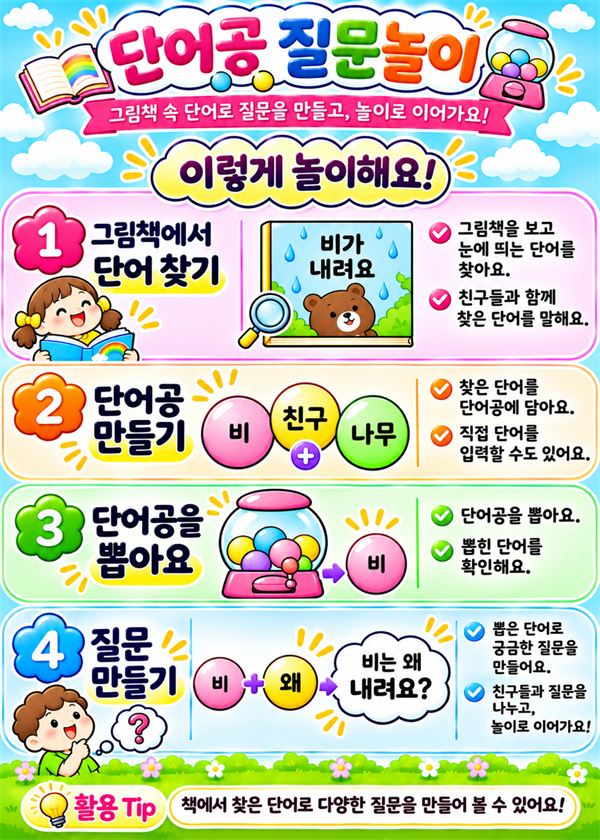 단어공 질문놀이
그림책 속 단어로 질문을 만들고, 놀이로 이어가요!
이렇게 놀이해요!
1
그림책에서
단어 찾기
비가
내려요
그림책을 보고
눈에 띄는 단어를
찾아요.
친구들과 함께
찾은 단어를 말해요.
2
단어공
만들기
비
친구
+
나무
찾은 단어를
단어공에 담아요.
직접 단어를
입력할 수도 있어요.
3
단어공을
뽑아요
비
단어공을 뽑아요.
뽑힌 단어를
확인해요.
4
질문
만들기
?
비 + 왜
비는 왜
내려요?
뽑은 단어로
궁금한 질문을
만들어요.
친구들과 질문을
나누고,
놀이로 이어가요!
활용 Tip
책에서 찾은 단어로 다양한 질문을 만들어 볼 수 있어요!